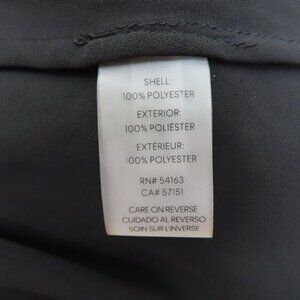 SHELL:
100% POLYESTER
EXTERIOR:
100% POLIÉSTER
EXTÉRIEUR:
100% POLYESTER
RN# 54163
CA# 57151
CARE ON REVERSE
CUIDADO AL REVERSO
SOIN SUR L'INVERSE